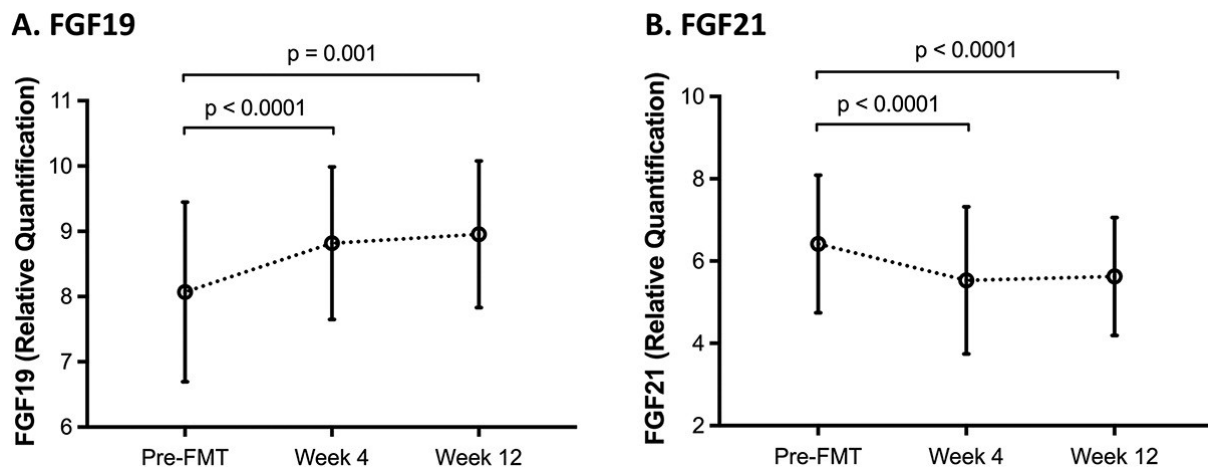 A. FGF19
p = 0.001
p < 0.0001
FGF19 (Relative Quantification)
11
10
9
8
7
6
Pre-FMT Week 4 Week 12
B. FGF21
p < 0.0001
p < 0.0001
FGF21 (Relative Quantification)
10
8
6
4
2
Pre-FMT Week 4 Week 12